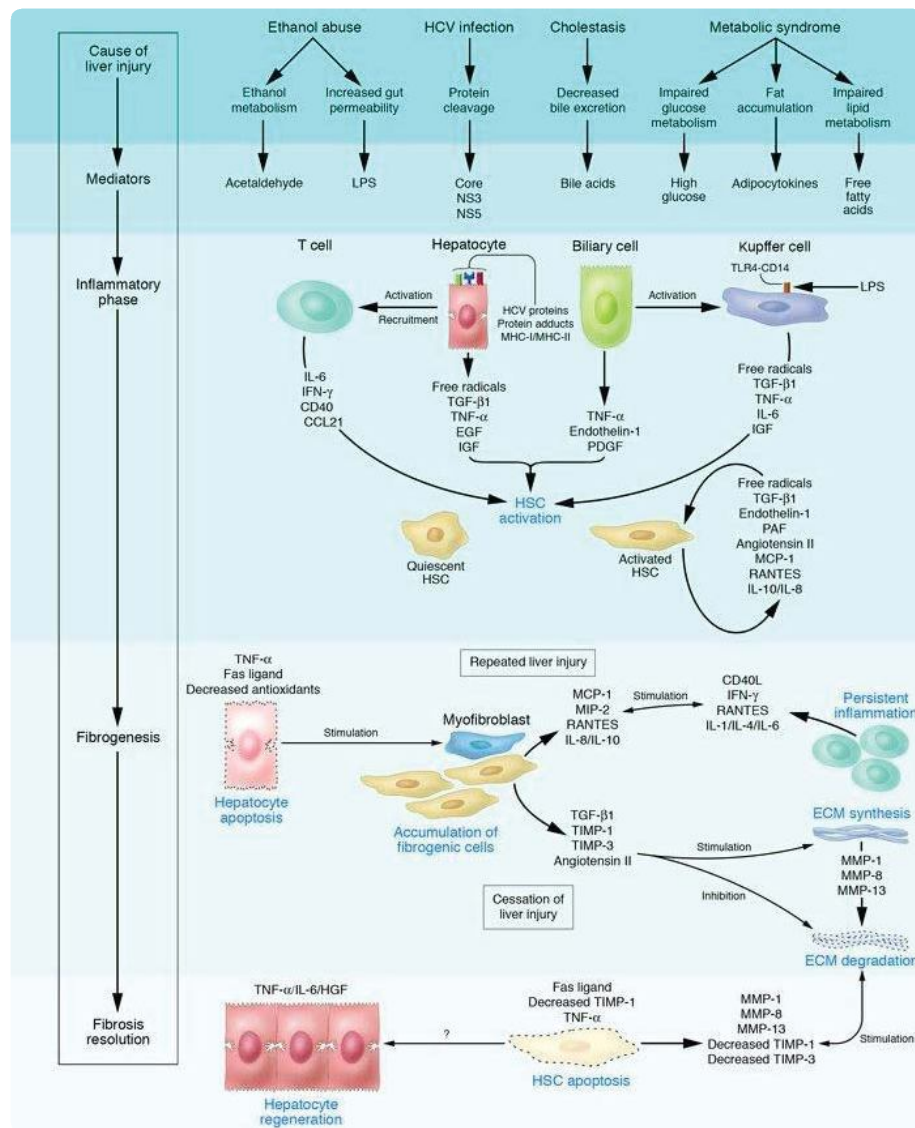 Cause of
liver injury
Mediators
Inflammatory
phase
Fibrogenesis
Fibrosis
resolution
Ethanol abuse
HCV infection
Cholestasis
Metabolic syndrome
Ethanol
metabolism
Increased gut
permeability
Protein
cleavage
Decreased
bile excretion
Impaired
glucose
metabolism
Fat
accumulation
Impaired
lipid
metabolism
Acetaldehyde
LPS
Core
NS3
NS5
Bile acids
High
glucose
Adipocytokines
Free
fatty
acids
T cell
Hepatocyte
Biliary cell
Kupffer cell
TLR4-CD14
LPS
Activation
Recruitment
HCV proteins
Protein adducts
MHC-I/MHC-II
Activation
IL-6
IFN-γ
CD40
CCL21
Free radicals
TGF-β1
TNF-α
EGF
IGF
TNF-α
Endothelin-1
PDGF
Free radicals
TGF-β1
TNF-α
IL-6
IGF
HSC
activation
Quiescent
HSC
Activated
HSC
Free radicals
TGF-β1
Endothelin-1
PAF
Angiotensin II
MCP-1
RANTES
IL-10/IL-8
Repeated liver injury
TNF-α
Fas ligand
Decreased antioxidants
Stimulation
Hepatocyte
apoptosis
Myofibroblast
Accumulation of
fibrogenic cells
MCP-1
MIP-2
RANTES
IL-8/IL-10
Stimulation
CD40L
IFN-γ
RANTES
IL-1/IL-4/IL-6
Persistent
inflammation
TGF-β1
TIMP-1
TIMP-3
Angiotensin II
Stimulation
Inhibition
ECM synthesis
MMP-1
MMP-8
MMP-13
ECM degradation
Cessation of
liver injury
TNF-α/IL-6/HGF
Hepatocyte
regeneration
?
Fas ligand
Decreased TIMP-1
TNF-α
HSC apoptosis
MMP-1
MMP-8
MMP-13
Decreased TIMP-1
Decreased TIMP-3
Stimulation